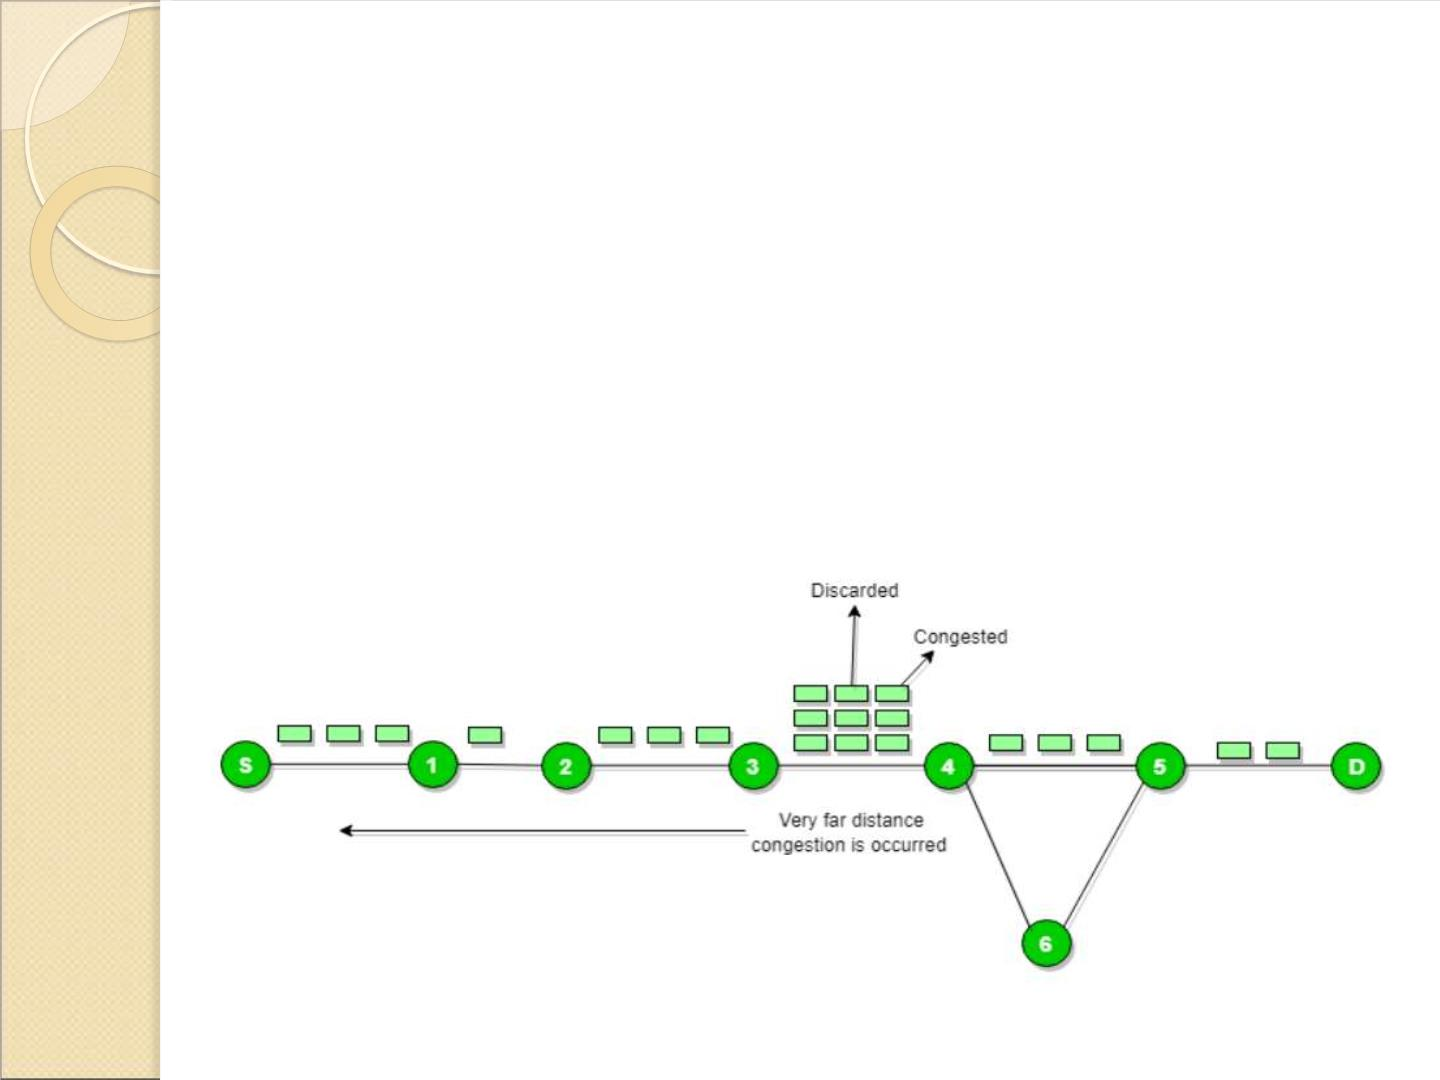 Discarded
Congested
S 1 2 3 4 5 D
Very far distance
congestion is occurred
6